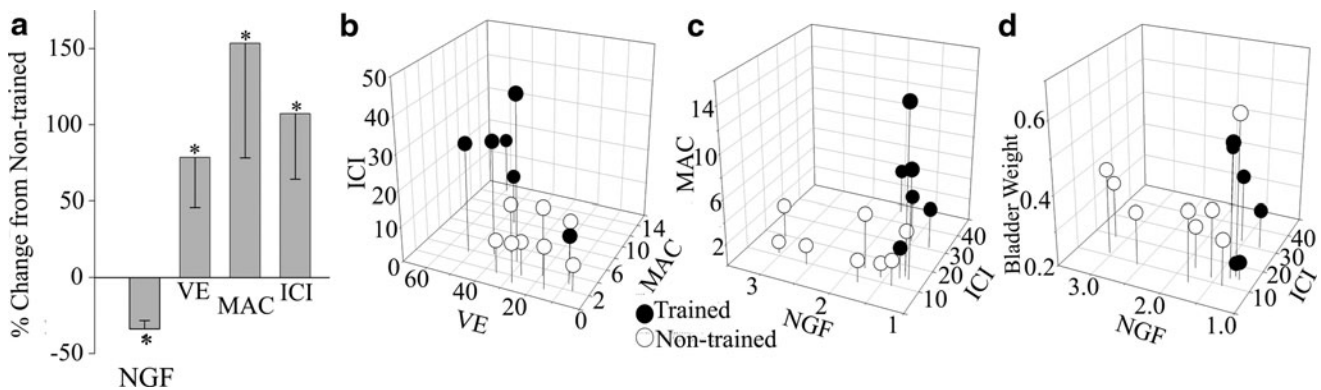 a
% Change from Non-trained
150
100
50
0
-50
*
*
*
*
NGF
VE
MAC
ICI
b
ICI
50
40
30
20
10
0
60
40
20
0
VE
14
10
6
2
MAC
c
MAC
14
10
6
4
2
3
2
1
NGF
40
30
20
10
ICI
d
Bladder Weight
0.6
0.4
0.2
3.0
2.0
1.0
NGF
40
30
20
10
ICI
Trained
Non-trained